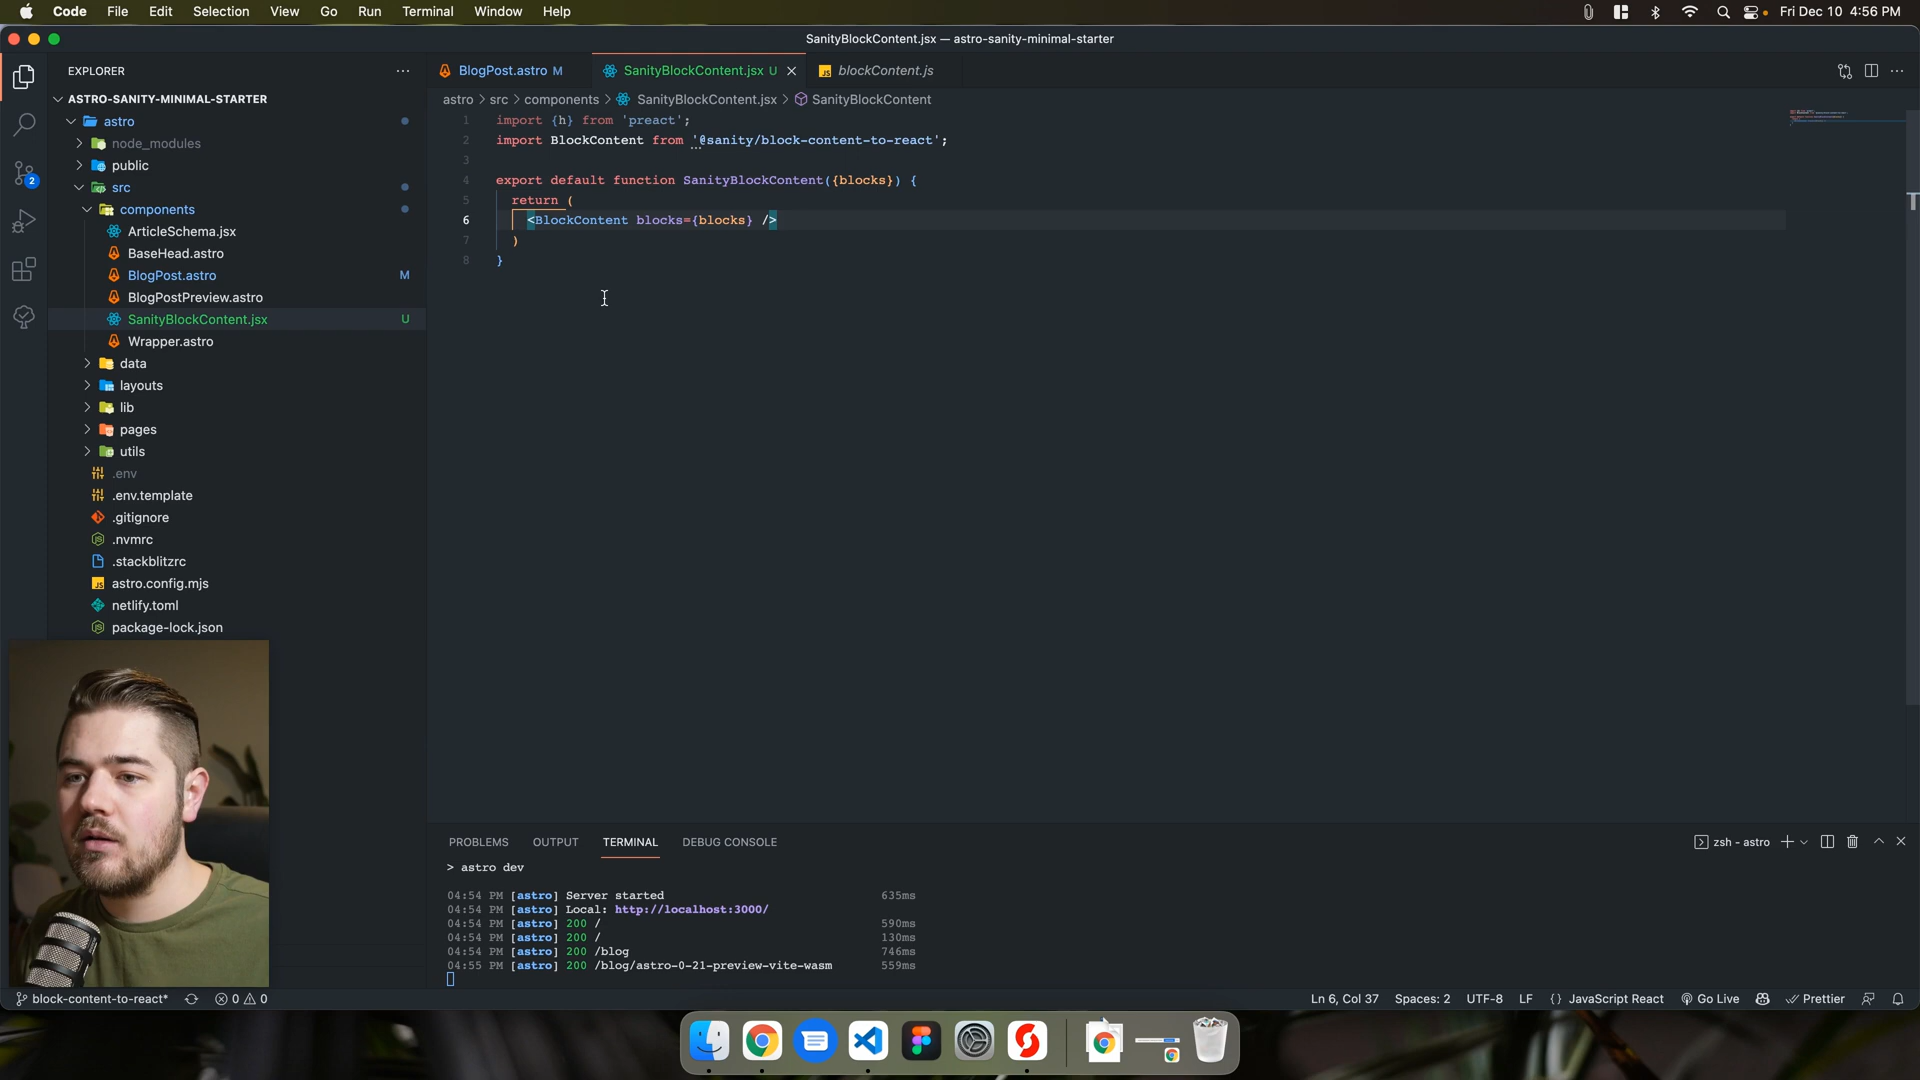 Code File Edit Selection View Go Run Terminal Window Help Fri Dec 10 4:56 PM
SanityBlockContent.jsx — astro-sanity-minimal-starter
EXPLORER
BlogPost.astro M SanityBlockContent.jsx U blockContent.js
ASTRO-SANITY-MINIMAL-STARTER
astro > src > components > SanityBlockContent.jsx > SanityBlockContent
astro
node_modules
public
src
components
ArticleSchema.jsx
BaseHead.astro
BlogPost.astro M
BlogPostPreview.astro
SanityBlockContent.jsx U
Wrapper.astro
data
layouts
lib
pages
utils
.env
.env.template
.gitignore
.nvmrc
.stackblitzrc
JS astro.config.mjs
netlify.toml
package-lock.json
2
1 import {h} from 'preact';
2 import BlockContent from '@sanity/block-content-to-react';
3
4 export default function SanityBlockContent({blocks}) {
5 return (
6 <BlockContent blocks={blocks} />
7 )
8 }
PROBLEMS OUTPUT TERMINAL DEBUG CONSOLE zsh - astro
> astro dev
04:54 PM [astro] Server started 635ms
04:54 PM [astro] Local: http://localhost:3000/
04:54 PM [astro] 200 / 590ms
04:54 PM [astro] 200 / 130ms
04:54 PM [astro] 200 /blog 746ms
04:55 PM [astro] 200 /blog/astro-0-21-preview-vite-wasm 559ms
block-content-to-react* 0 0 Ln 6, Col 37 Spaces: 2 UTF-8 LF {} JavaScript React Go Live Prettier